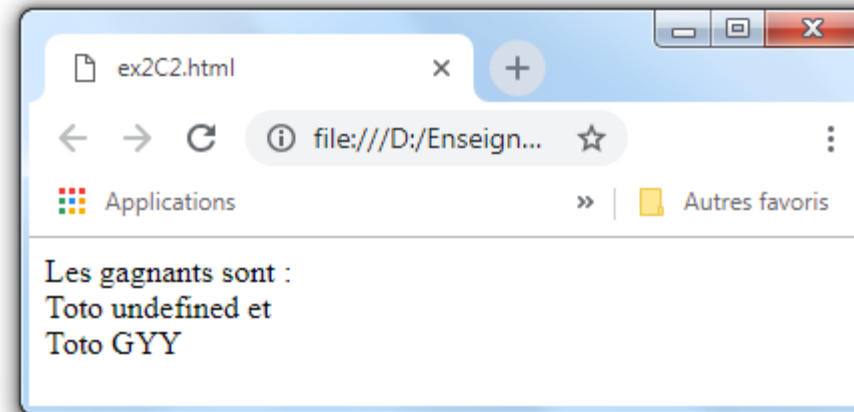 ex2C2.html
file:///D:/Enseign...
Applications
Autres favoris
Les gagnants sont :
Toto undefined et
Toto GYY